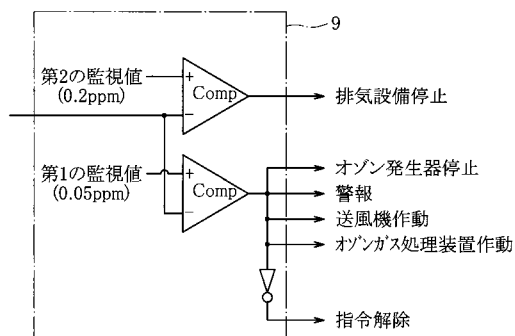 9
第2の監視値
(0.2ppm)
+
Comp
−
排気設備停止
第1の監視値
(0.05ppm)
+
Comp
−
オゾン発生器停止
警報
送風機作動
オゾンガス処理装置作動
指令解除